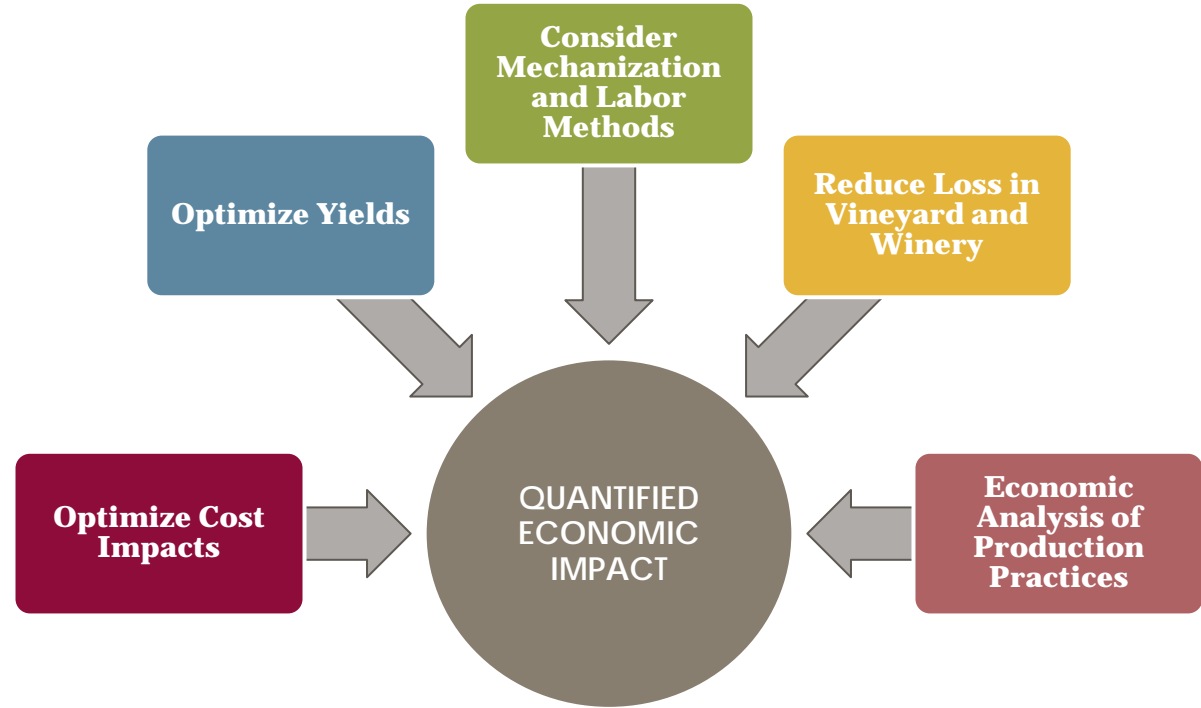 Consider
Mechanization
and Labor
Methods
Optimize Yields
Reduce Loss in
Vineyard and
Winery
Optimize Cost
Impacts
QUANTIFIED
ECONOMIC
IMPACT
Economic
Analysis of
Production
Practices